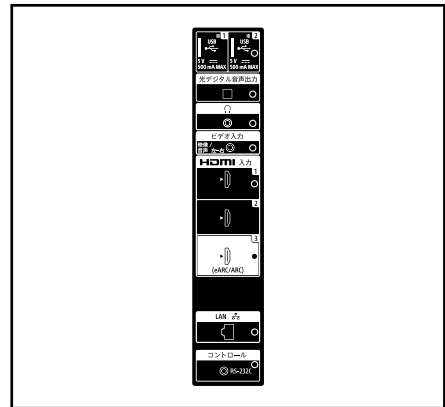 1 2
USB USB
5 V 5 V
500 mA MAX 500 mA MAX
光デジタル音声出力
ビデオ入力
映像/
音声 左-右
HDMI 入力
1
2
3
(eARC/ARC)
LAN
コントロール
RS-232C